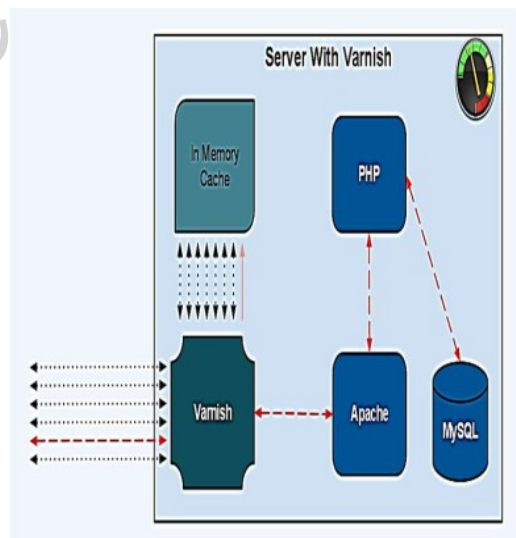 Server With Varnish
In Memory
Cache
PHP
Varnish
Apache
MySQL